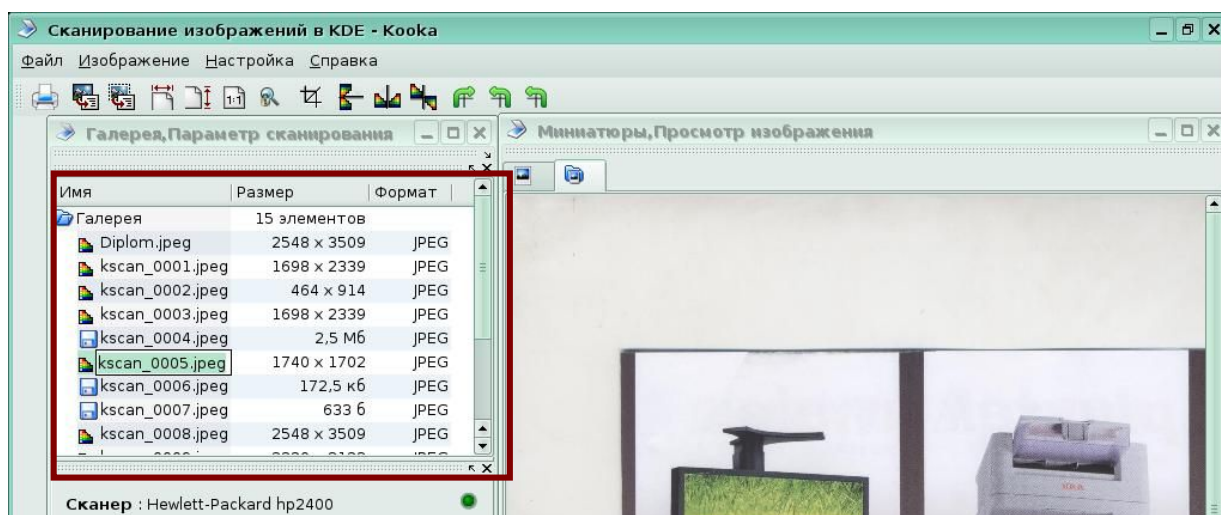 Сканирование изображений в KDE - Kooka
Файл Изображение Настройка Справка
1:1
Галерея,Параметр сканирования
Миниатюры,Просмотр изображения
Имя Размер Формат
Галерея 15 элементов
Diplom.jpeg 2548 x 3509 JPEG
kscan_0001.jpeg 1698 x 2339 JPEG
kscan_0002.jpeg 464 x 914 JPEG
kscan_0003.jpeg 1698 x 2339 JPEG
kscan_0004.jpeg 2,5 Мб JPEG
kscan_0005.jpeg 1740 x 1702 JPEG
kscan_0006.jpeg 172,5 кб JPEG
kscan_0007.jpeg 633 б JPEG
kscan_0008.jpeg 2548 x 3509 JPEG
Сканер : Hewlett-Packard hp2400